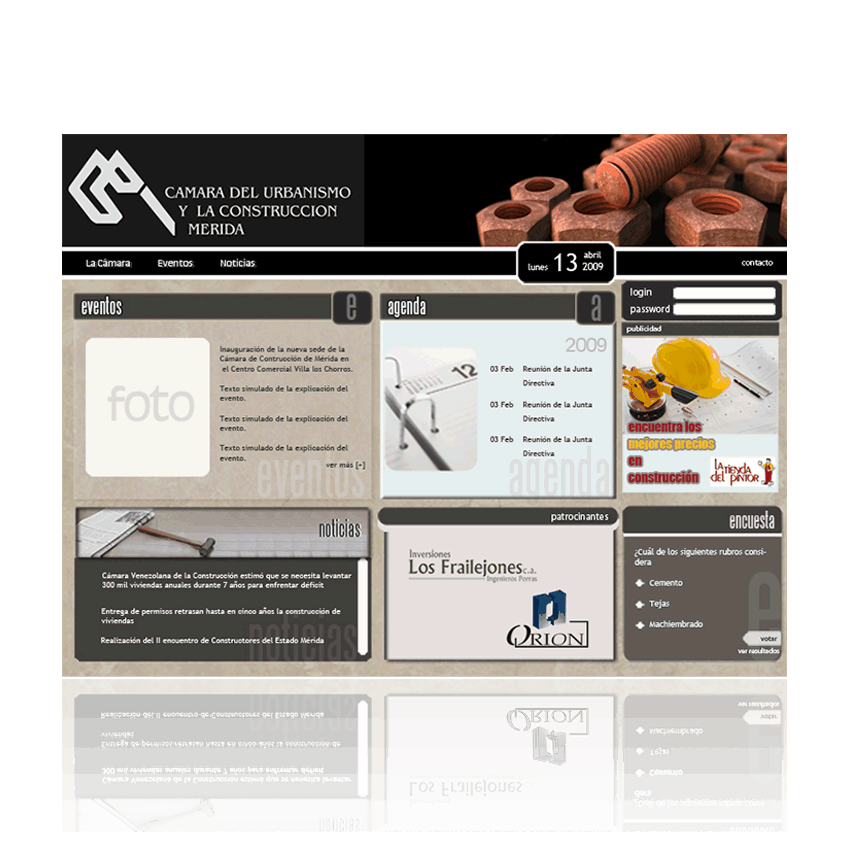 CAMARA DEL URBANISMO
Y LA CONSTRUCCION
MERIDA
La Cámara
Eventos
Noticias
lunes 13 abril 2009
contacto
eventos
e
Inauguración de la nueva sede de la
Cámara de Contrucción de Mérida en
el Centro Comercial Villa los Chorros.
foto
Texto simulado de la explicación del
evento.
Texto simulado de la explicación del
evento.
Texto simulado de la explicación del
evento.
ver más [+]
eventos
agenda
a
2009
12
03 Feb Reunión de la Junta
Directiva
03 Feb Reunión de la Junta
Directiva
03 Feb Reunión de la Junta
Directiva
agenda
login
password
publicidad
encuentra los
mejores precios
en
construcción
LA TIENDA
DEL PINTOR
noticias
Cámara Venezolana de la Construcción estimó que se necesita levantar
300 mil viviendas anuales durante 7 años para enfrentar déficit
Entrega de permisos retrasan hasta en cinco años la construcción de
viviendas
Realización del II encuentro de Constructores del Estado Mérida
noticias
patrocinantes
Inversiones
Los Frailejones c.a.
Ingenieros Porras
ORION
encuesta
¿Cuál de los siguientes rubros consi-
dera
Cemento
Tejas
Machiembrado
e
votar
ver resultados